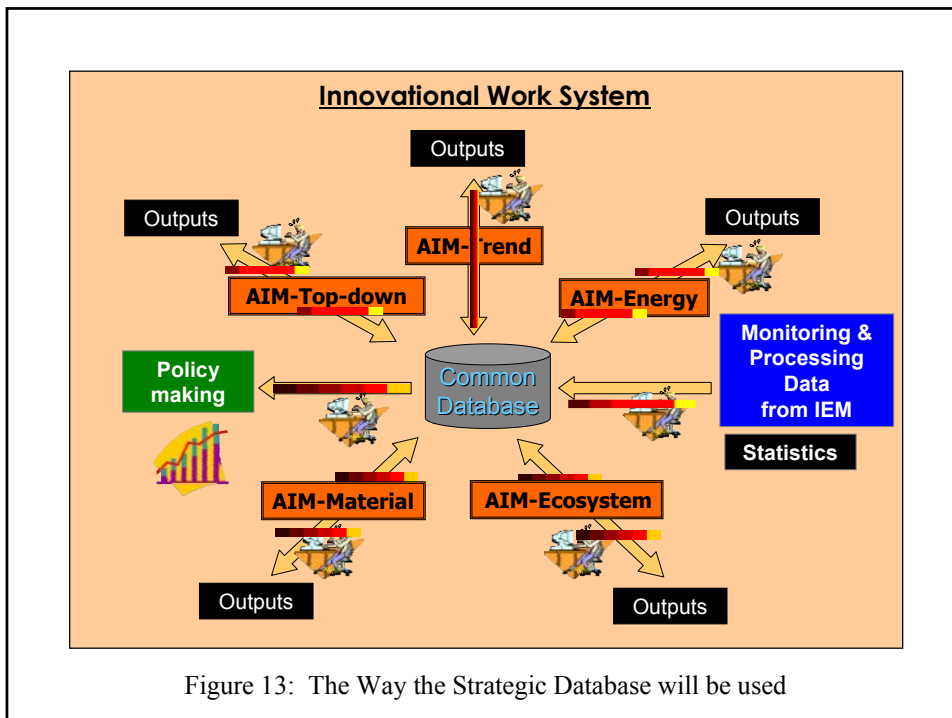 Innovational Work System
Outputs
Outputs
Outputs
AIM-Trend
AIM-Top-down
AIM-Energy
Policy
making
Common
Database
Monitoring &
Processing
Data
from IEM
Statistics
AIM-Material
AIM-Ecosystem
Outputs
Outputs
Figure 13: The Way the Strategic Database will be used